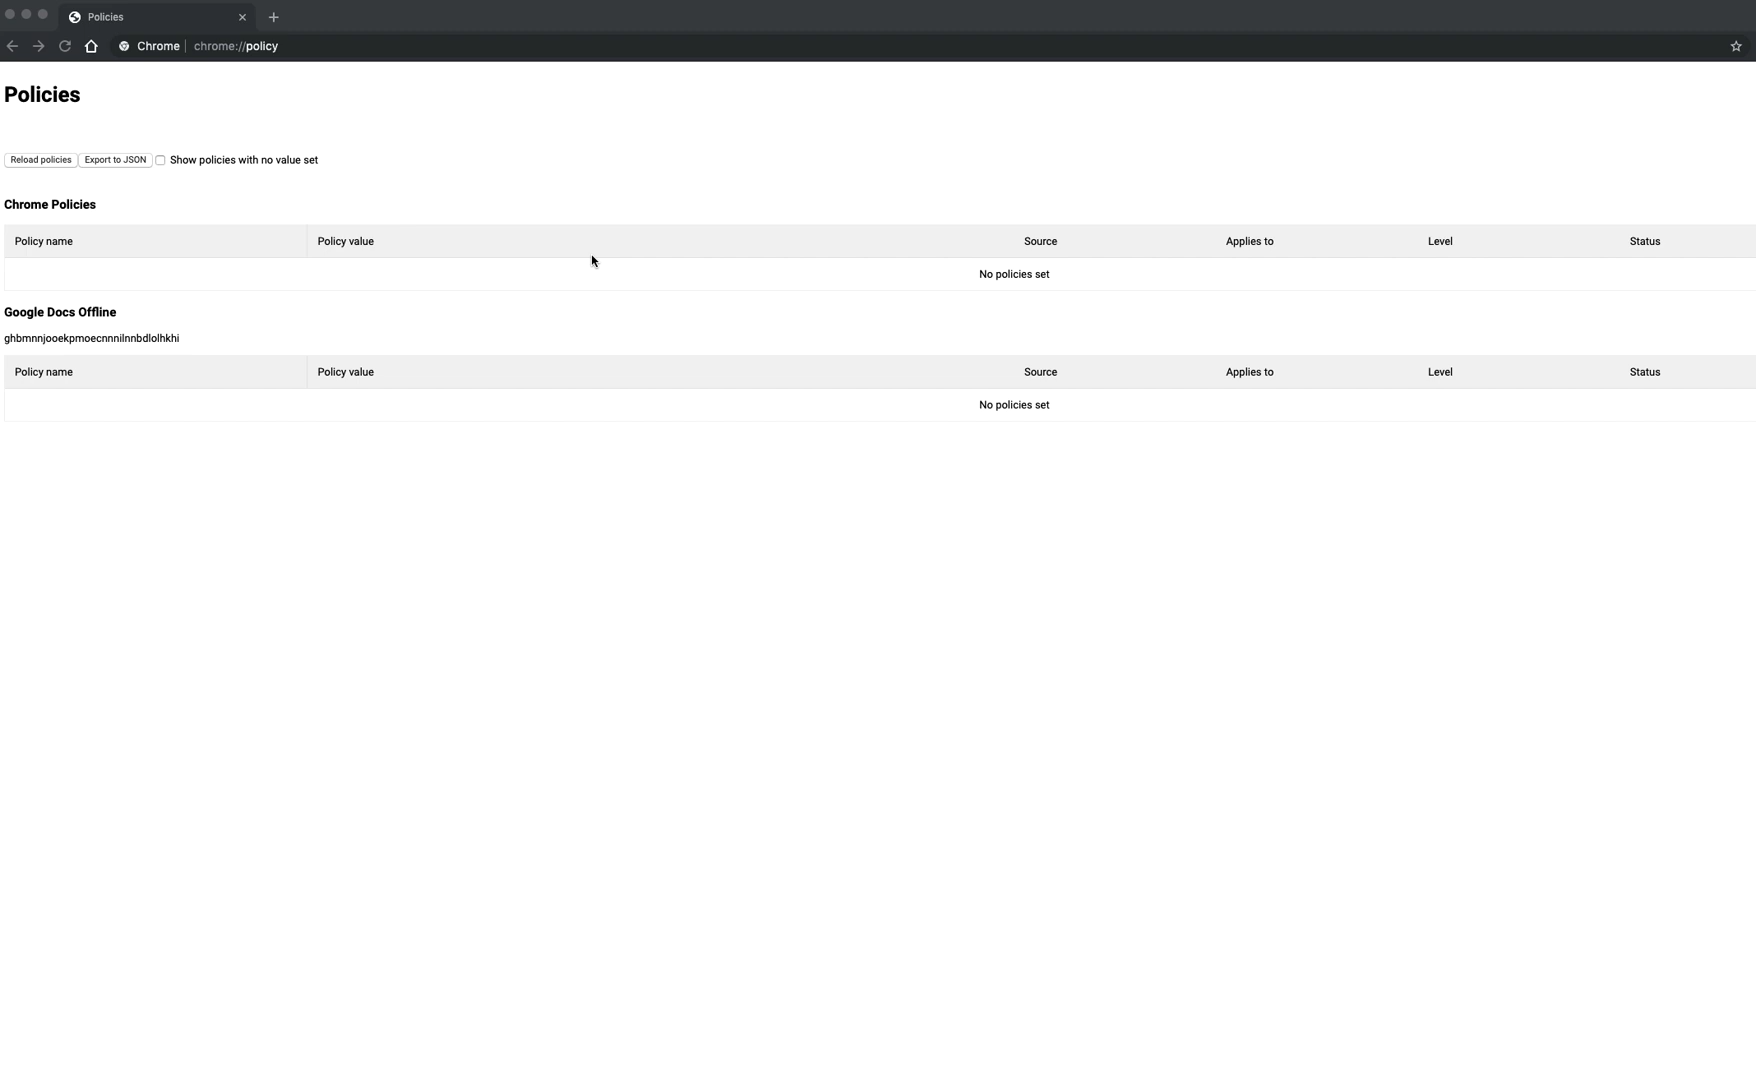 Policies
Chrome chrome://policy
Policies
Reload policies Export to JSON Show policies with no value set
Chrome Policies
Policy name Policy value Source Applies to Level Status
No policies set
Google Docs Offline
ghbmnnjooekpmoecnnnilnnbdlolhkhi
Policy name Policy value Source Applies to Level Status
No policies set